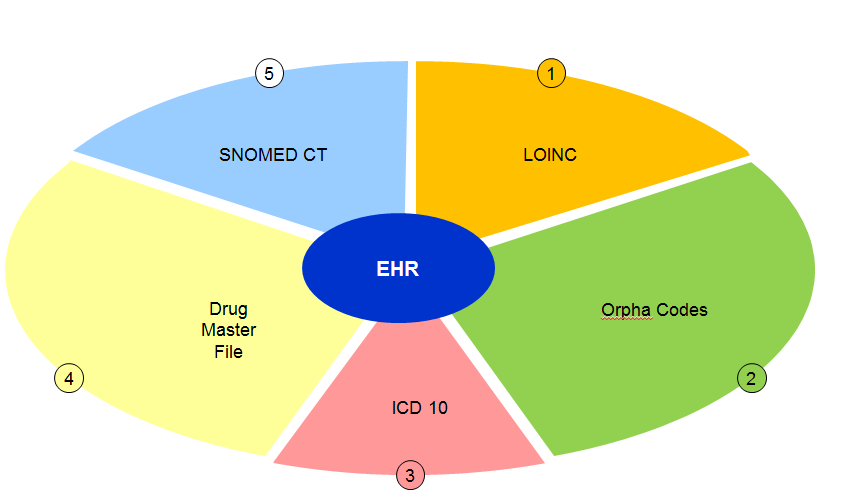 5
1
SNOMED CT
LOINC
EHR
Drug
Master
File
Orpha Codes
4
2
ICD 10
3